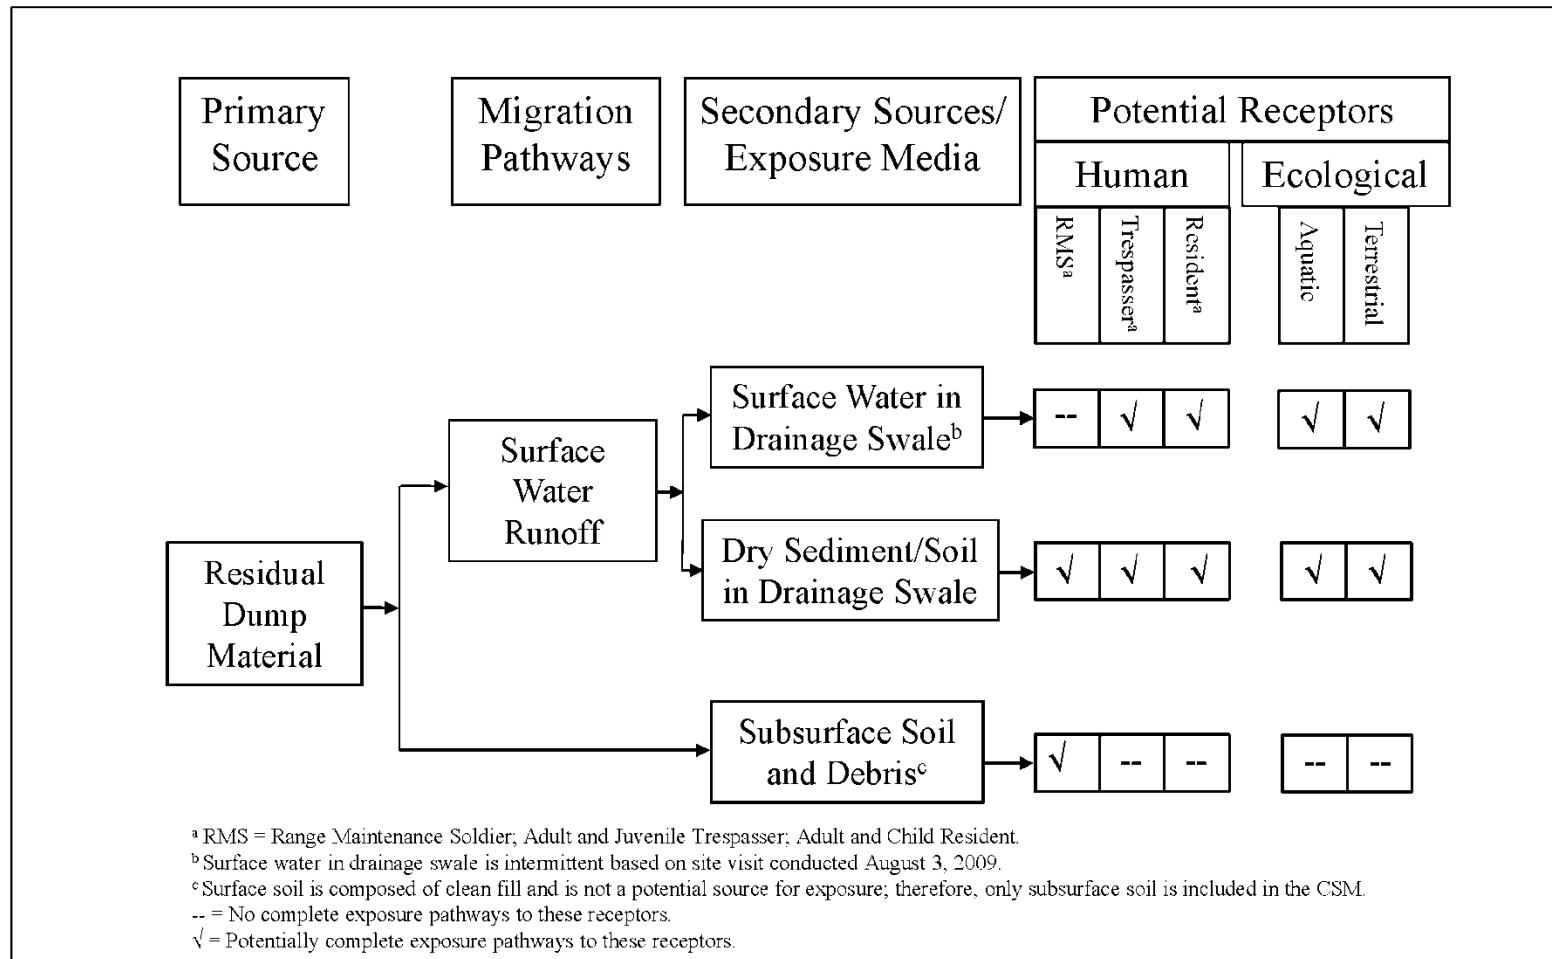 Primary
Source
Migration
Pathways
Secondary Sources/
Exposure Media
Potential Receptors
Human
Ecological
RMSᵃ
Trespasserᵃ
Residentᵃ
Aquatic
Terrestrial
Residual
Dump
Material
Surface
Water
Runoff
Surface Water in
Drainage Swaleᵇ
-- √ √ √ √
Dry Sediment/Soil
in Drainage Swale
√ √ √ √ √
Subsurface Soil
and Debrisᶜ
√ -- -- -- --
ᵃ RMS = Range Maintenance Soldier; Adult and Juvenile Trespasser; Adult and Child Resident.
ᵇ Surface water in drainage swale is intermittent based on site visit conducted August 3, 2009.
ᶜ Surface soil is composed of clean fill and is not a potential source for exposure; therefore, only subsurface soil is included in the CSM.
-- = No complete exposure pathways to these receptors.
√ = Potentially complete exposure pathways to these receptors.